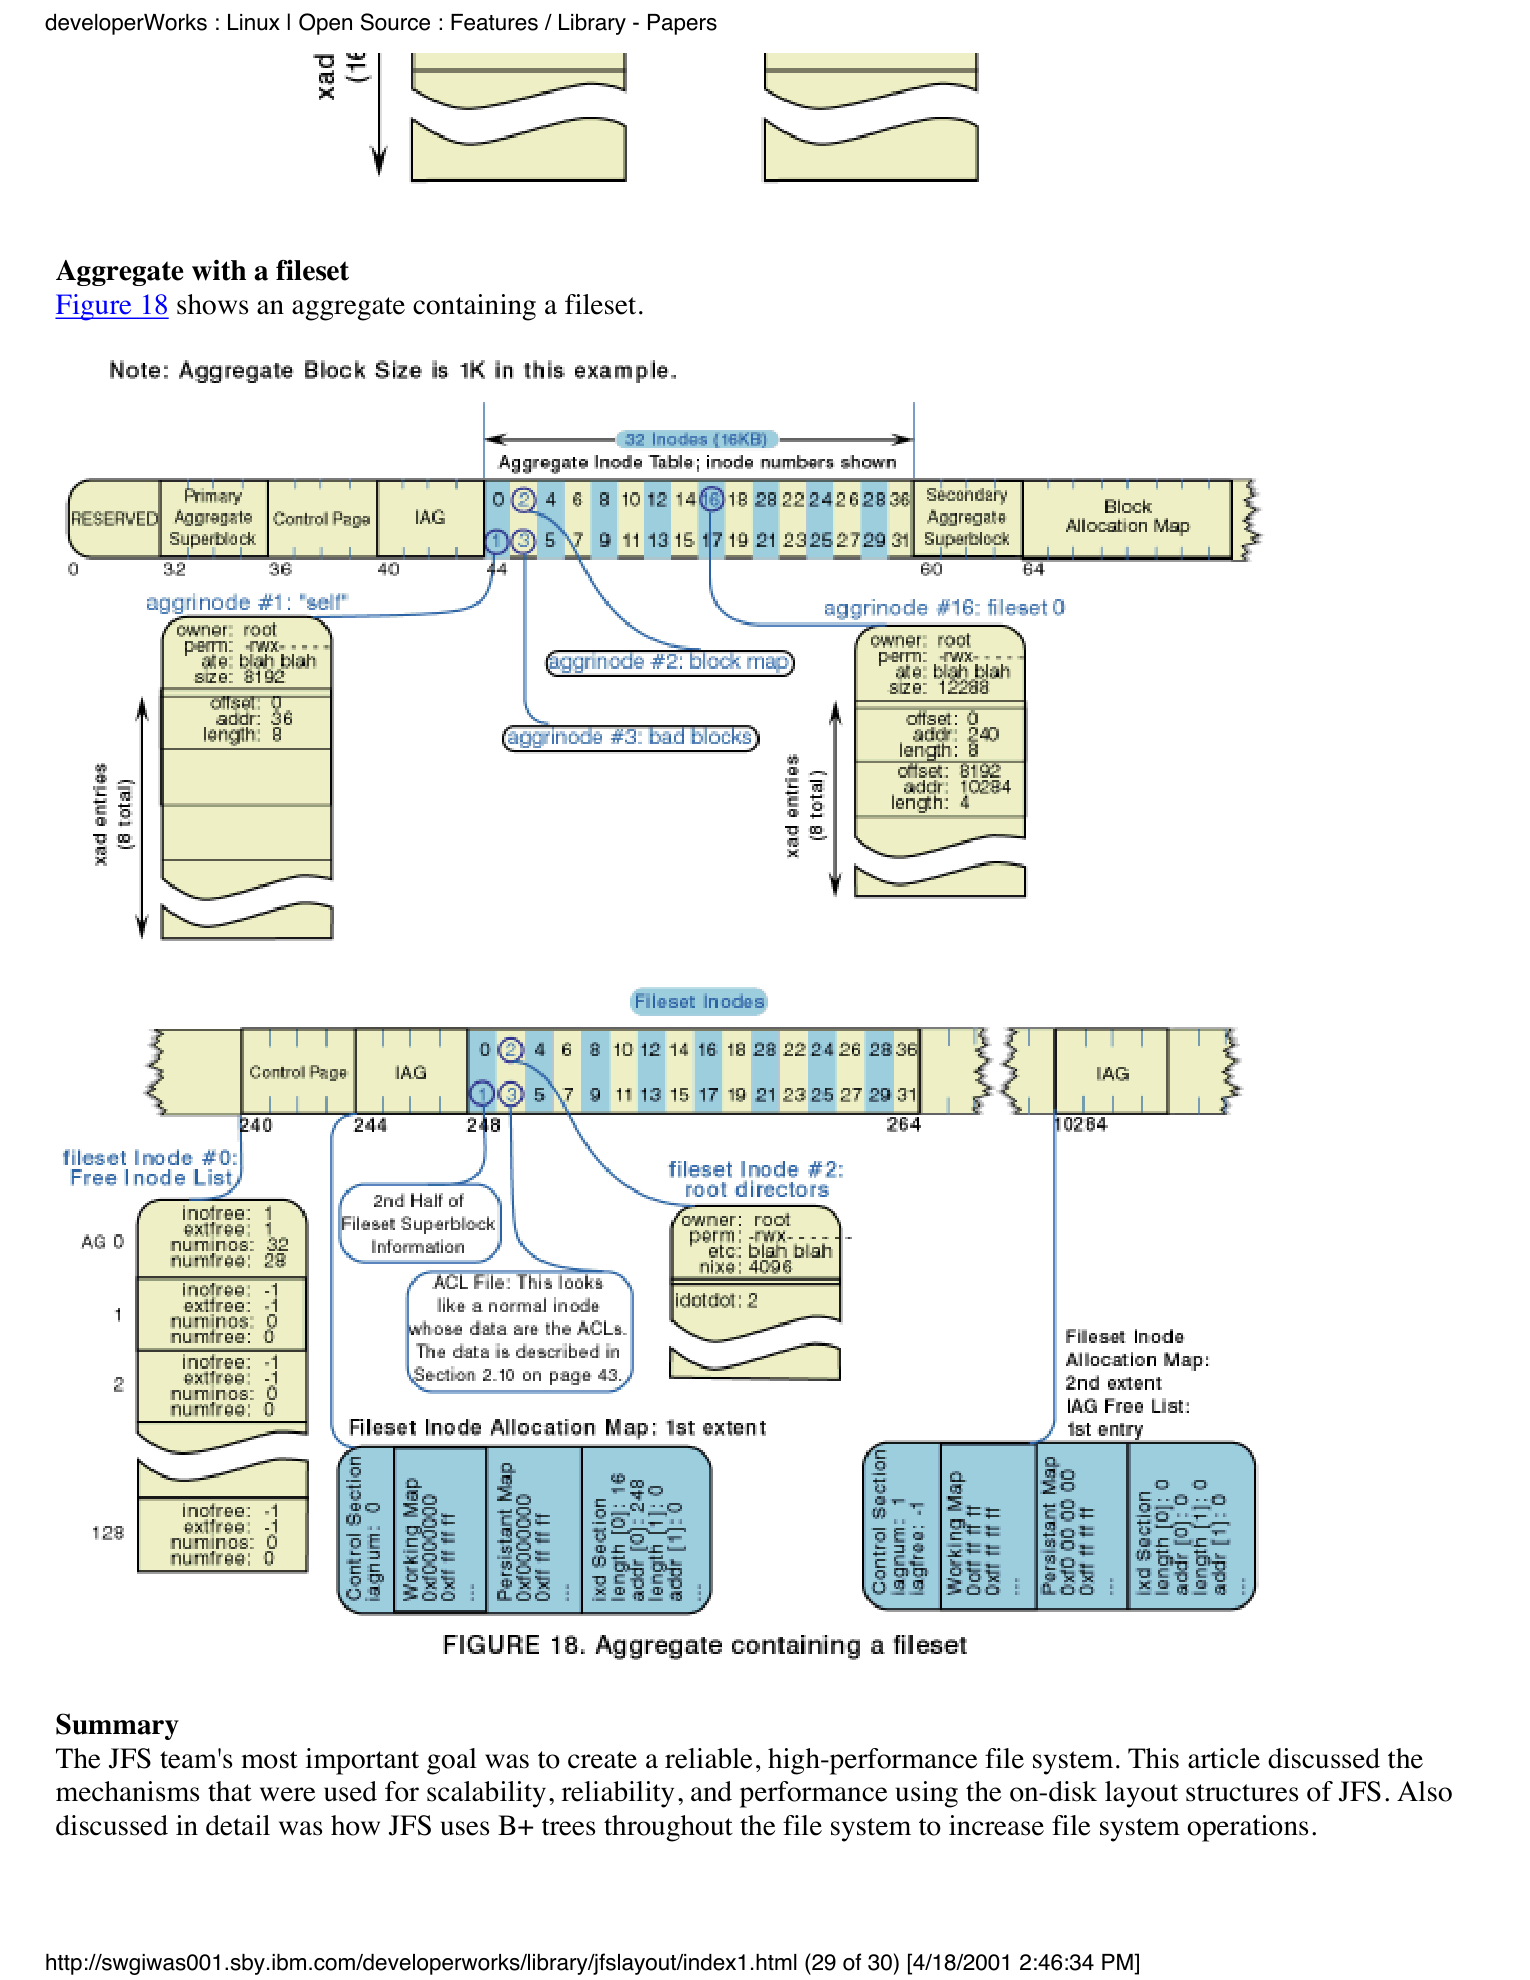 developerWorks : Linux | Open Source : Features / Library - Papers
xad
(16
Aggregate with a fileset
Figure 18 shows an aggregate containing a fileset.
Note: Aggregate Block Size is 1K in this example.
32 Inodes (16KB)
Aggregate Inode Table; inode numbers shown
RESERVED
Primary
Aggregate
Superblock
Control Page
IAG
0 2 4 6 8 10 12 14 16 18 28 22 24 26 28 36
1 3 5 7 9 11 13 15 17 19 21 23 25 27 29 31
Secondary
Aggregate
Superblock
Block
Allocation Map
0 32 36 40 44 60 64
aggrinode #1: "self"
owner: root
perm: -rwx-----
ate: blah blah
size: 8192
offset: 0
addr: 36
length: 8
xad entries
(8 total)
aggrinode #2: block map
aggrinode #3: bad blocks
aggrinode #16: fileset 0
owner: root
perm: -rwx-----
ate: blah blah
size: 12288
offset: 0
addr: 240
length: 8
offset: 8192
addr: 10284
length: 4
xad entries
(8 total)
Fileset Inodes
Control Page
IAG
0 2 4 6 8 10 12 14 16 18 28 22 24 26 28 36
1 3 5 7 9 11 13 15 17 19 21 23 25 27 29 31
IAG
240 244 248 264 10284
fileset Inode #0:
Free Inode List
AG 0
inofree: 1
extfree: 1
numinos: 32
numfree: 28
1
inofree: -1
extfree: -1
numinos: 0
numfree: 0
2
inofree: -1
extfree: -1
numinos: 0
numfree: 0
128
inofree: -1
extfree: -1
numinos: 0
numfree: 0
2nd Half of
Fileset Superblock
Information
ACL File: This looks
like a normal inode
whose data are the ACLs.
The data is described in
Section 2.10 on page 43.
fileset Inode #2:
root directors
owner: root
perm: -rwx------
etc: blah blah
nixe: 4096
idotdot: 2
Fileset Inode Allocation Map: 1st extent
Control Section
iagnum: 0
Working Map
0xf0000000
0xff ff ff ff
...
Persistant Map
0xf0000000
0xff ff ff ff
...
ixd Section
length [0]: 16
addr [0]: 248
length [1]: 0
addr [1]: 0
...
Fileset Inode
Allocation Map:
2nd extent
IAG Free List:
1st entry
Control Section
iagnum: 1
iagfree: -1
Working Map
0off ff ff ff
0xff ff ff ff
...
Persistant Map
0xf0 00 00 00
0xff ff ff ff
...
ixd Section
length [0]: 0
addr [0]: 0
length [1]: 0
addr [1]: 0
...
FIGURE 18. Aggregate containing a fileset
Summary
The JFS team's most important goal was to create a reliable, high-performance file system. This article discussed the
mechanisms that were used for scalability, reliability, and performance using the on-disk layout structures of JFS. Also
discussed in detail was how JFS uses B+ trees throughout the file system to increase file system operations.
http://swgiwas001.sby.ibm.com/developerworks/library/jfslayout/index1.html (29 of 30) [4/18/2001 2:46:34 PM]